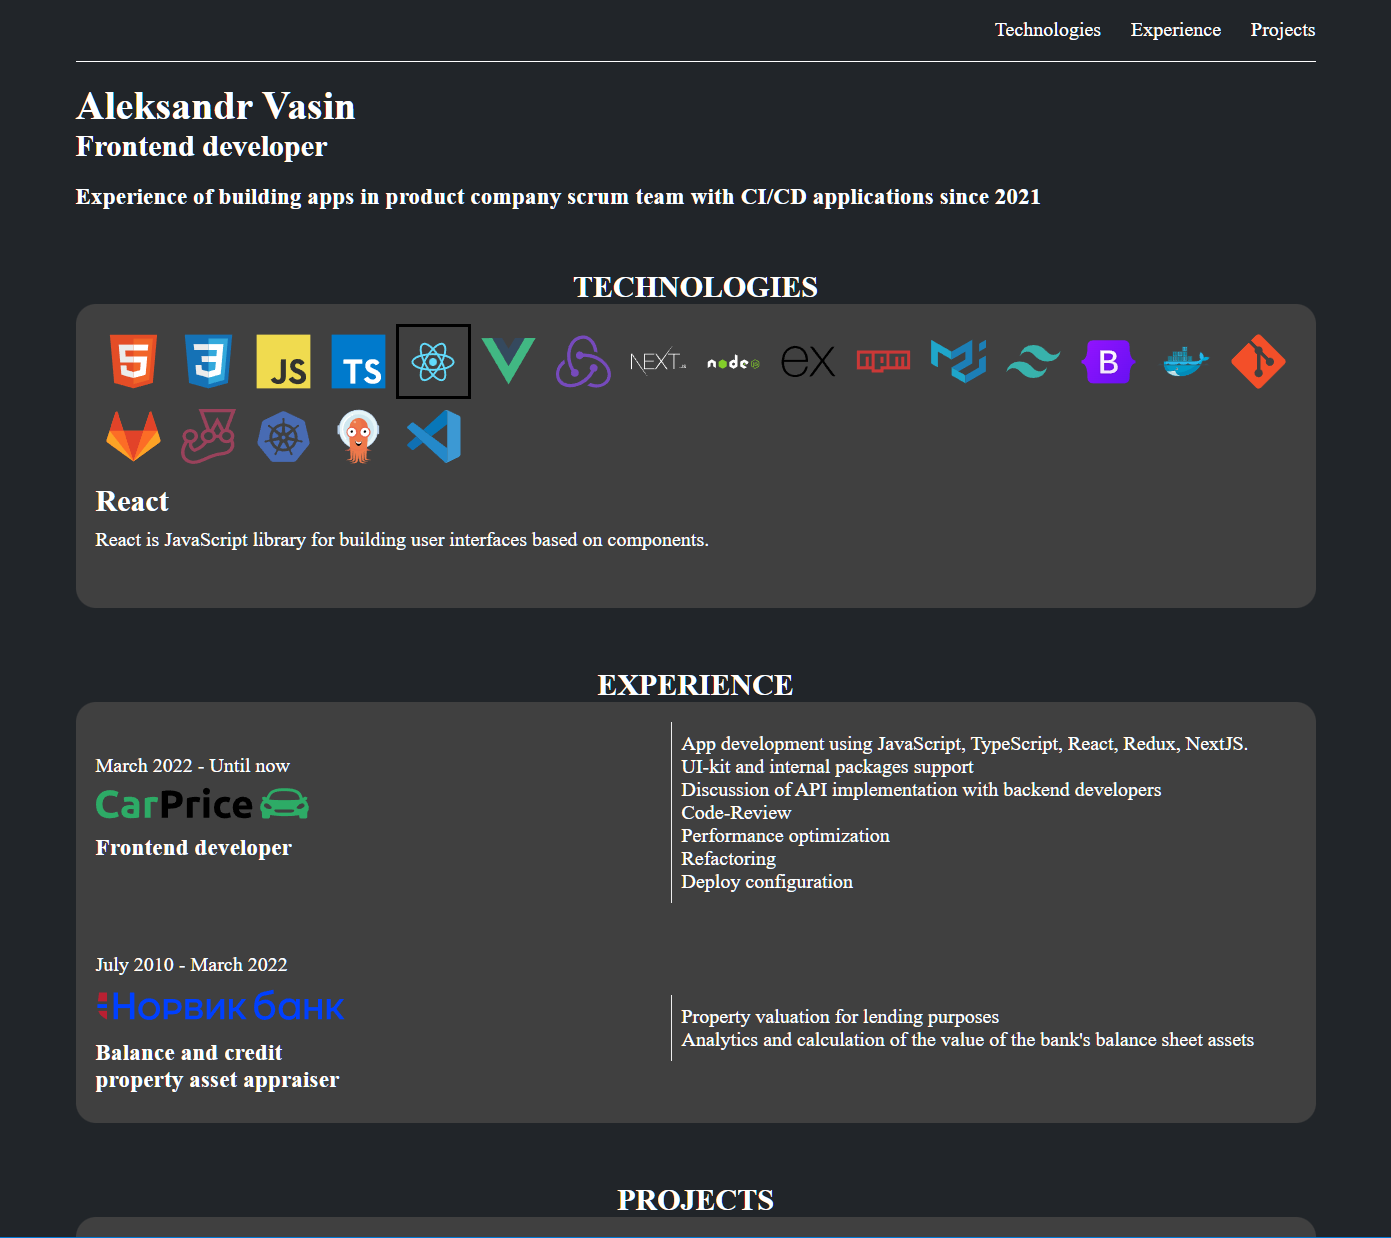 Technologies Experience Projects
Aleksandr Vasin
Frontend developer
Experience of building apps in product company scrum team with CI/CD applications since 2021
TECHNOLOGIES
5 3 JS TS NEXT.JS node JS ex npm B
React
React is JavaScript library for building user interfaces based on components.
EXPERIENCE
March 2022 - Until now
CarPrice
Frontend developer
App development using JavaScript, TypeScript, React, Redux, NextJS.
UI-kit and internal packages support
Discussion of API implementation with backend developers
Code-Review
Performance optimization
Refactoring
Deploy configuration
July 2010 - March 2022
Норвик банк
Balance and credit
property asset appraiser
Property valuation for lending purposes
Analytics and calculation of the value of the bank's balance sheet assets
PROJECTS